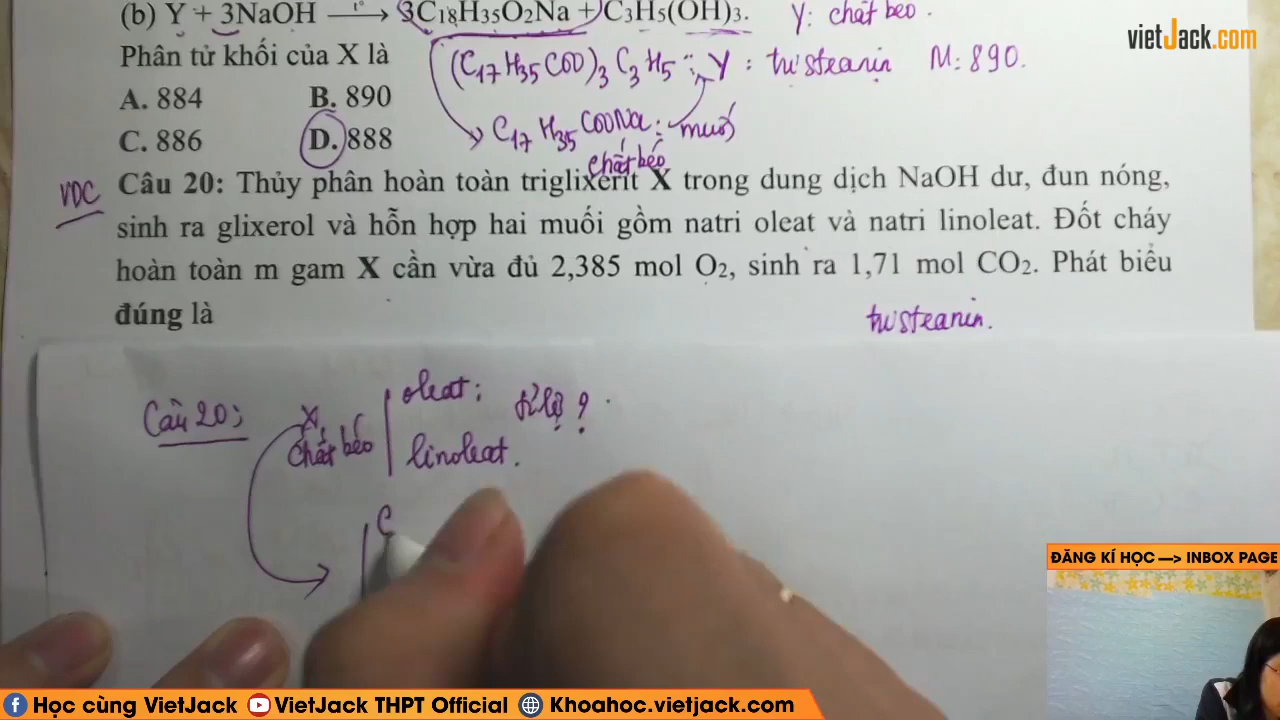 (b) Y + 3NaOH —t°→ 3C18H35O2Na + C3H5(OH)3. Y: chất béo.
vietJack.com
Phân tử khối của X là
(C17H35COO)3 C3H5 : Y : tristearin M: 890.
A. 884 B. 890
C17H35COONa : muối
C. 886 D. 888
chất béo
VDC Câu 20: Thủy phân hoàn toàn triglixerit X trong dung dịch NaOH dư, đun nóng,
sinh ra glixerol và hỗn hợp hai muối gồm natri oleat và natri linoleat. Đốt cháy
hoàn toàn m gam X cần vừa đủ 2,385 mol O2, sinh ra 1,71 mol CO2. Phát biểu
đúng là
tristearin.
Câu 20: X, oleat; tỉ lệ ?
chất béo linoleat.
C
ĐĂNG KÍ HỌC —> INBOX PAGE
Học cùng VietJack VietJack THPT Official Khoahoc.vietjack.com